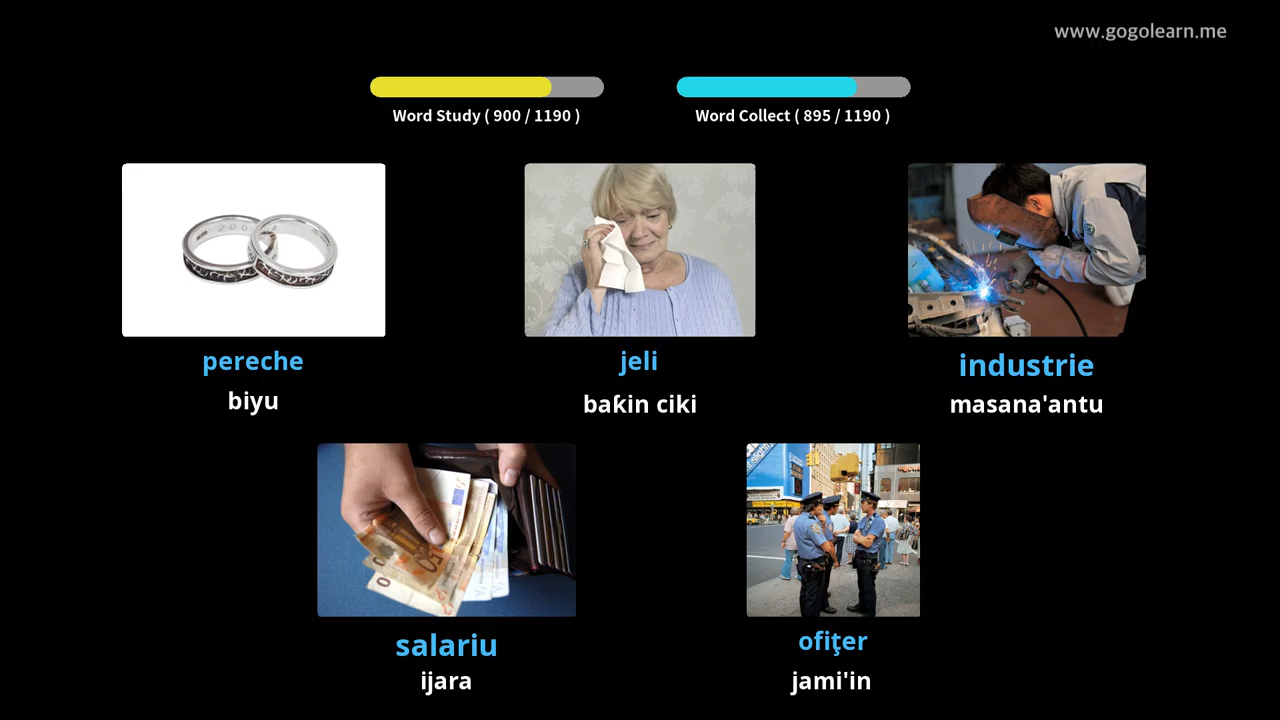 www.gogolearn.me
Word Study ( 900 / 1190 )
Word Collect ( 895 / 1190 )
pereche
jeli
industrie
biyu
baƙin ciki
masana'antu
salariu
ofiţer
ijara
jami'in